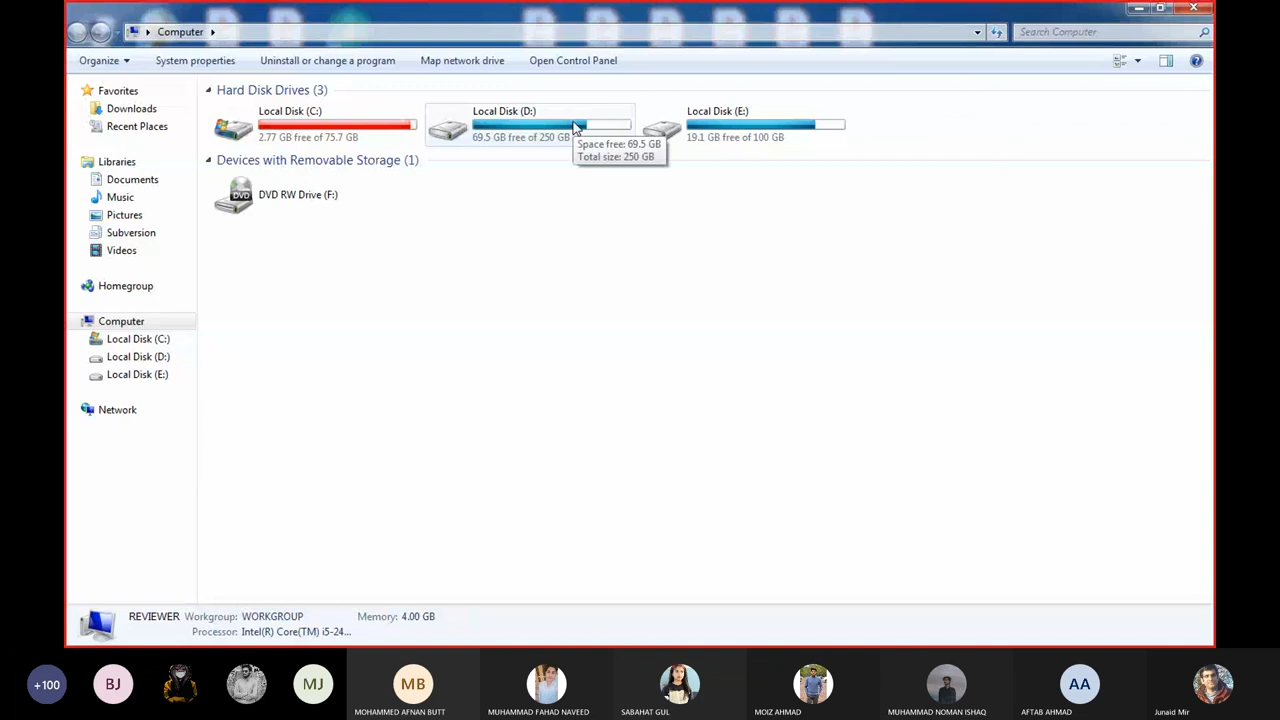 Computer
Search Computer
Organize
System properties
Uninstall or change a program
Map network drive
Open Control Panel
Favorites
Downloads
Recent Places
Libraries
Documents
Music
Pictures
Subversion
Videos
Homegroup
Computer
Local Disk (C:)
Local Disk (D:)
Local Disk (E:)
Network
Hard Disk Drives (3)
Local Disk (C:)
2.77 GB free of 75.7 GB
Local Disk (D:)
69.5 GB free of 250 GB
Local Disk (E:)
19.1 GB free of 100 GB
Space free: 69.5 GB
Total size: 250 GB
Devices with Removable Storage (1)
DVD
DVD RW Drive (F:)
REVIEWER Workgroup: WORKGROUP Memory: 4.00 GB
Processor: Intel(R) Core(TM) i5-24...
+100
BJ
MJ
MB
AA
MOHOMMED AFNAN BUTT
MUHAMMAD FAHAD NAVEED
SABAHAT GUL
MOIZ AHMAD
MUHAMMAD NOMAN ISHAQ
AFTAB AHMAD
Junaid Mir